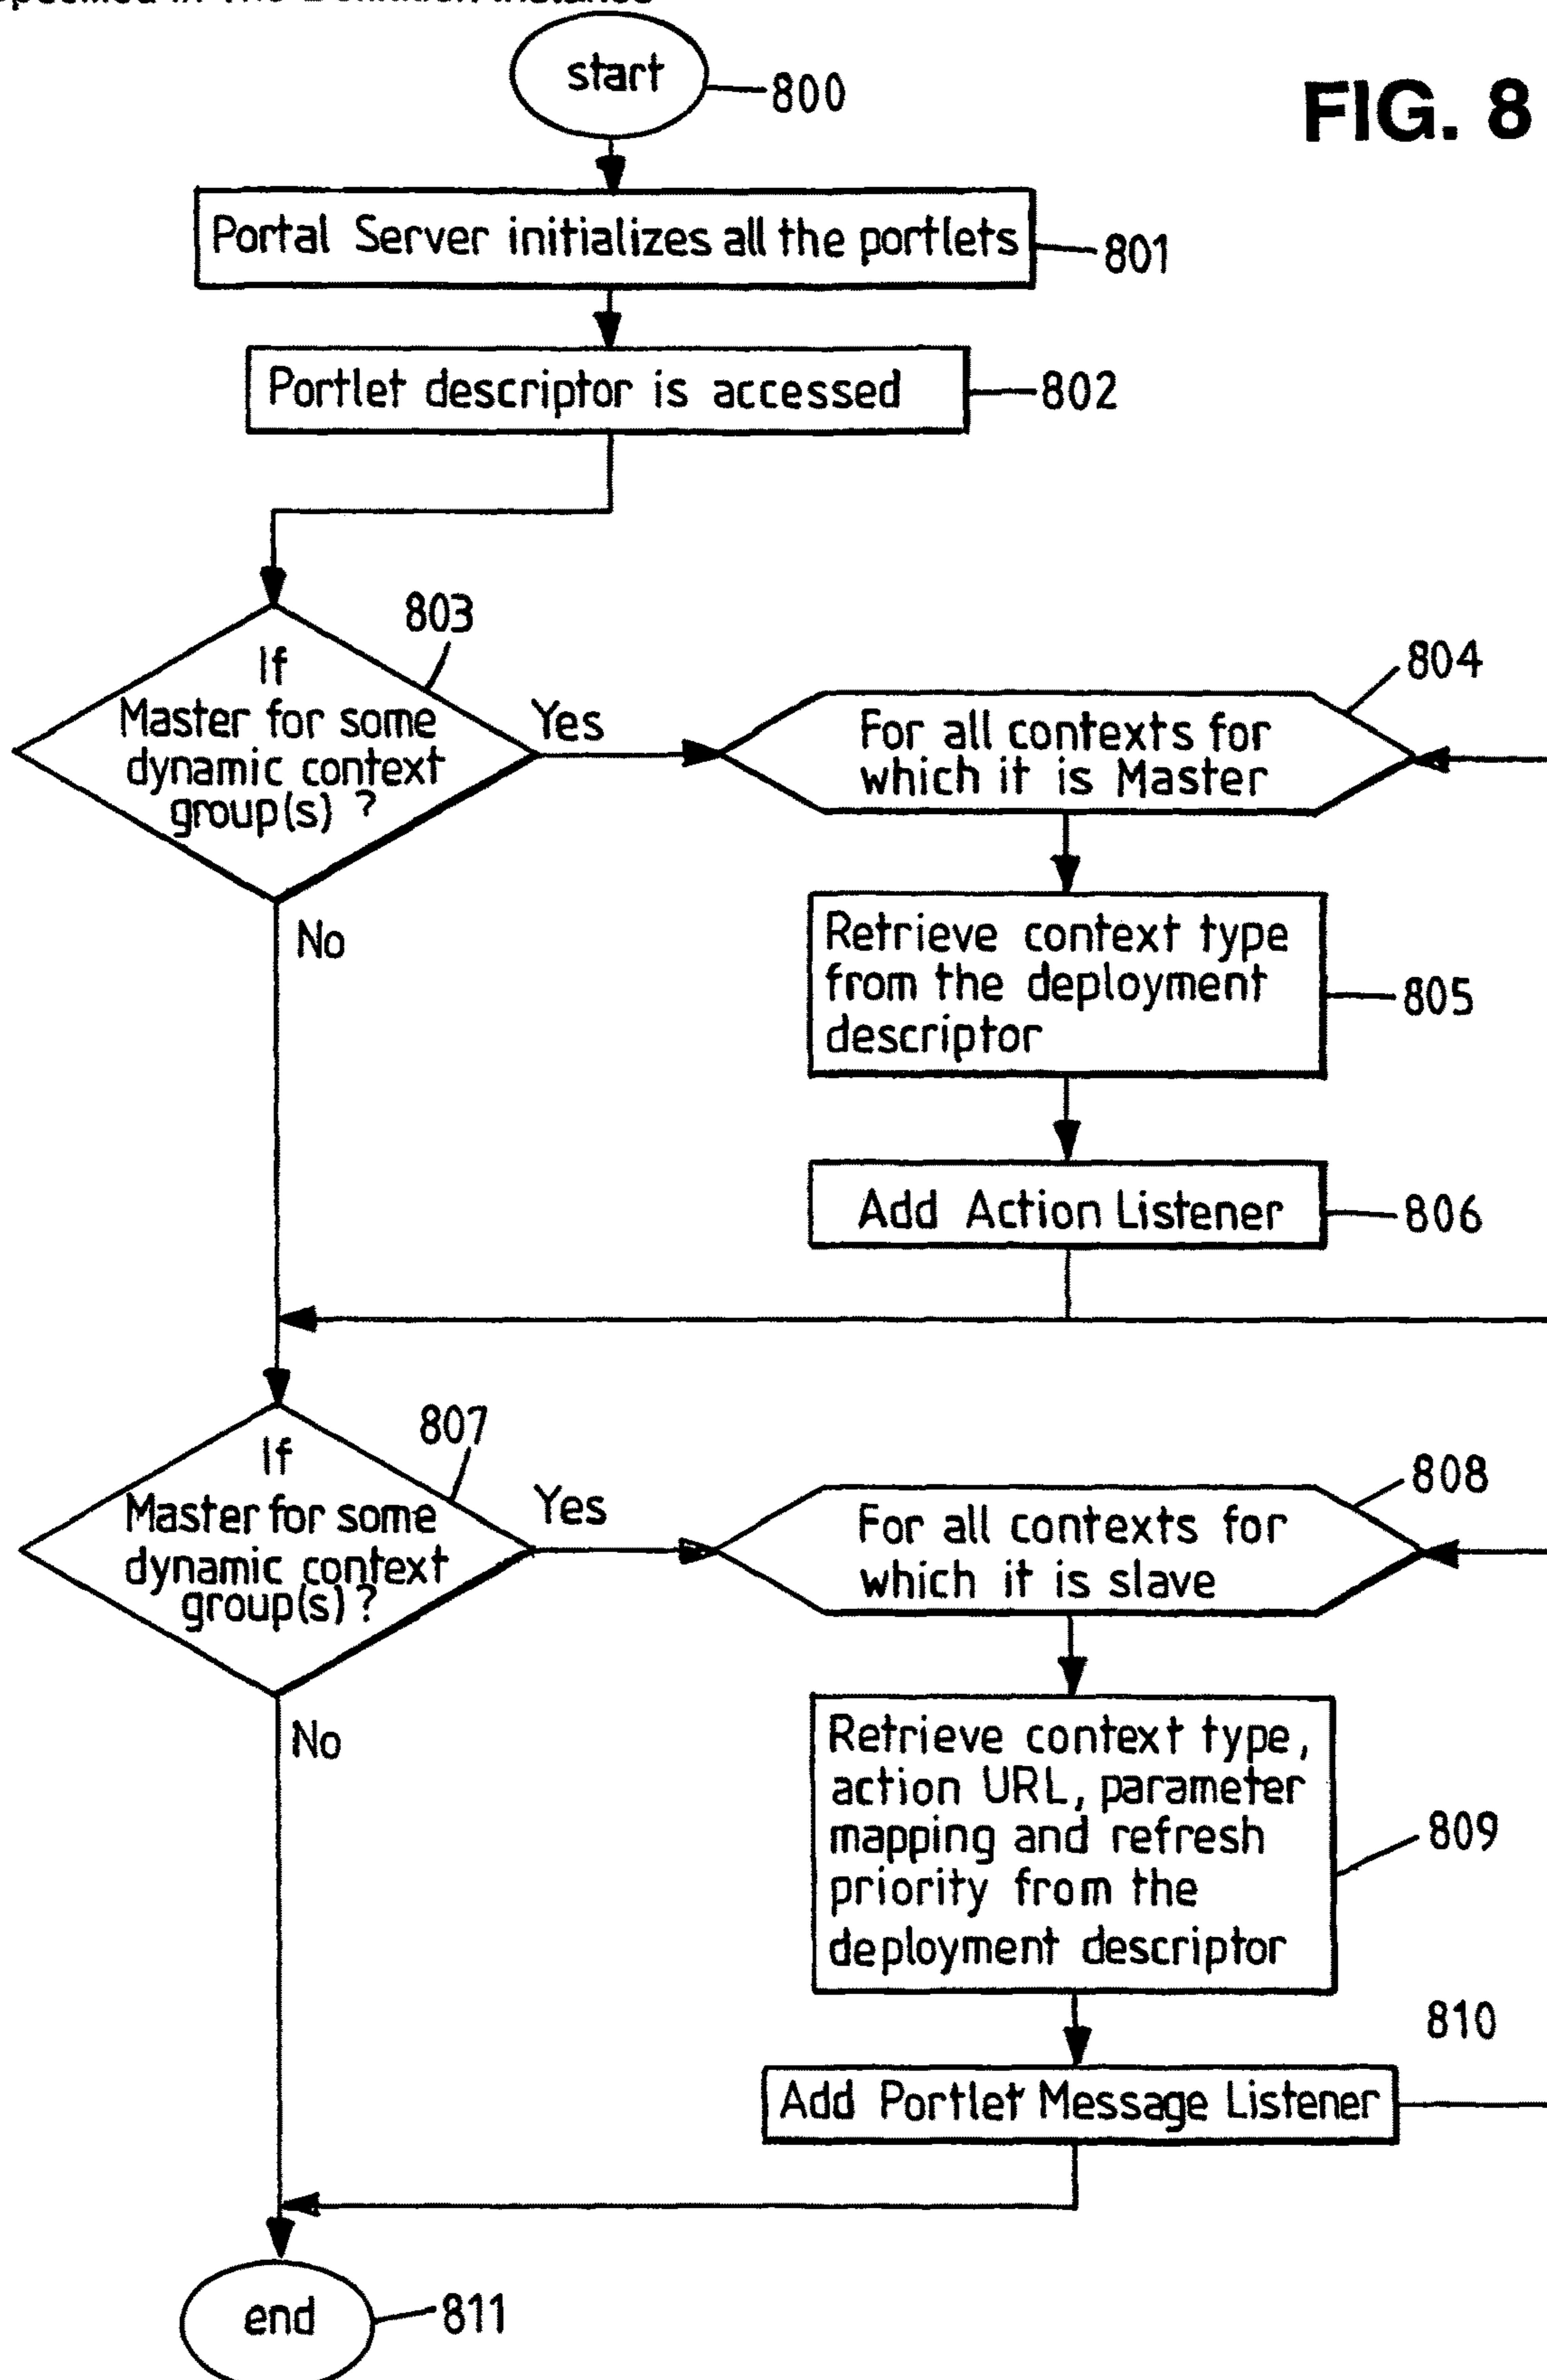 start
800
FIG. 8
Portal Server initializes all the portlets
801
Portlet descriptor is accessed
802
803
If
Master for some
dynamic context
group(s) ?
Yes
No
804
For all contexts for
which it is Master
Retrieve context type
from the deployment
descriptor
805
Add Action Listener
806
807
If
Master for some
dynamic context
group(s) ?
Yes
No
808
For all contexts for
which it is slave
Retrieve context type,
action URL, parameter
mapping and refresh
priority from the
deployment descriptor
809
810
Add Portlet Message Listener
end
811